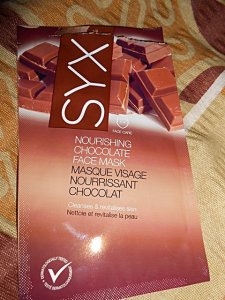 SYX
FACE CARE
NOURISHING
CHOCOLATE
FACE MASK
MASQUE VISAGE
NOURRISSANT
CHOCOLAT
Cleanses & revitalises skin
Nettoie et revitalise la peau